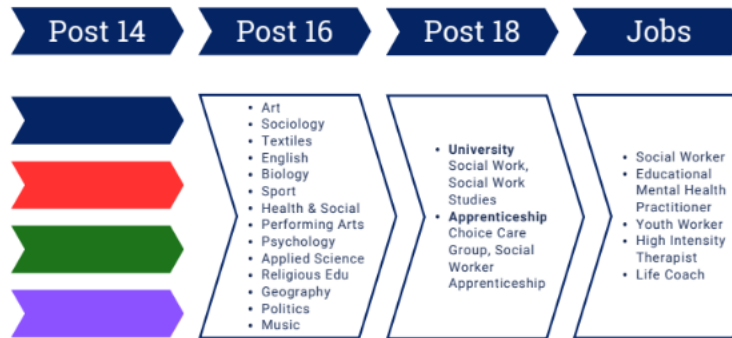 Post 14
Post 16
Post 18
Jobs
• Art
• Sociology
• Textiles
• English
• Biology
• Sport
• Health & Social
• Performing Arts
• Psychology
• Applied Science
• Religious Edu
• Geography
• Politics
• Music
• University
Social Work,
Social Work
Studies
• Apprenticeship
Choice Care
Group, Social
Worker
Apprenticeship
• Social Worker
• Educational
Mental Health
Practitioner
• Youth Worker
• High Intensity
Therapist
• Life Coach